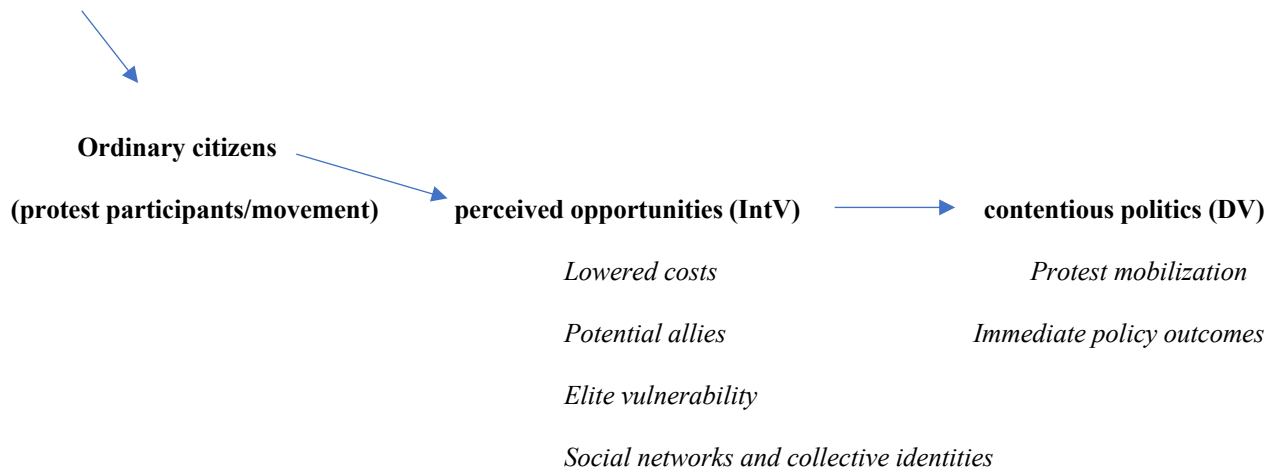 Ordinary citizens
(protest participants/movement) perceived opportunities (IntV) contentious politics (DV)
Lowered costs Protest mobilization
Potential allies Immediate policy outcomes
Elite vulnerability
Social networks and collective identities